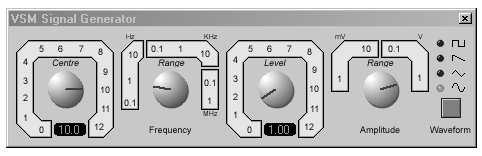 VSM Signal Generator
Hz KHz mV V
5 6 7 8 0.1 1 5 6 7 8 10 0.1
4 Centre 9 10 Range 10 4 Level 9 Range
3 10 1 0.1 3 10 1 1
2 11 0.1 1 2 11
1 12 MHz 1 12
0 10.0 Frequency 0 1.00 Amplitude Waveform